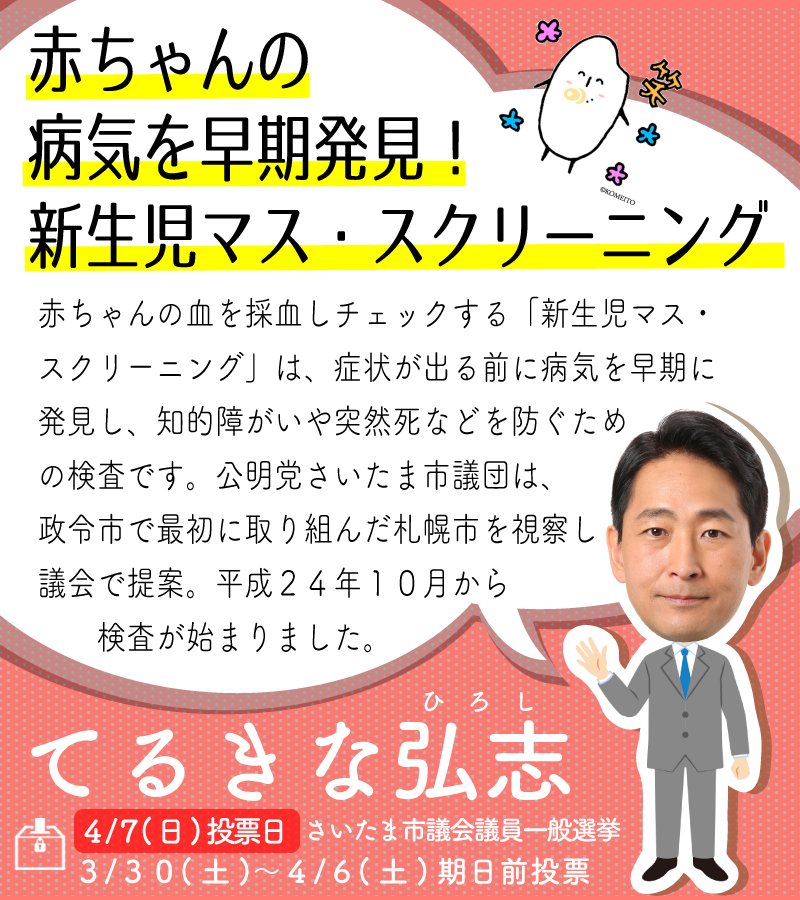 赤ちゃんの
病気を早期発見！
新生児マス・スクリーニング
©KOMEITO
赤ちゃんの血を採血しチェックする「新生児マス・
スクリーニング」は、症状が出る前に病気を早期に
発見し、知的障がいや突然死などを防ぐため
の検査です。公明党さいたま市議団は、
政令市で最初に取り組んだ札幌市を視察し
議会で提案。平成２４年１０月から
検査が始まりました。
ひろし
てるきな弘志
4/7(日)投票日 さいたま市議会議員一般選挙
3/30(土)～4/6(土)期日前投票